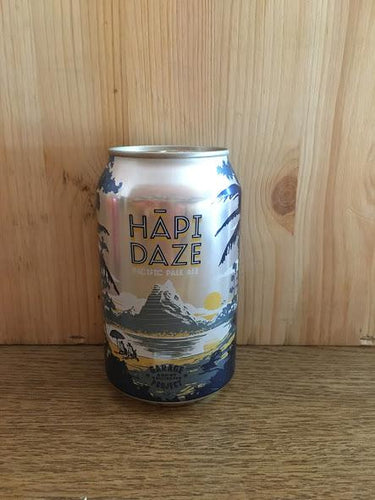 HĀPI
DAZE
PACIFIC PALE ALE
GARAGE
PROJECT